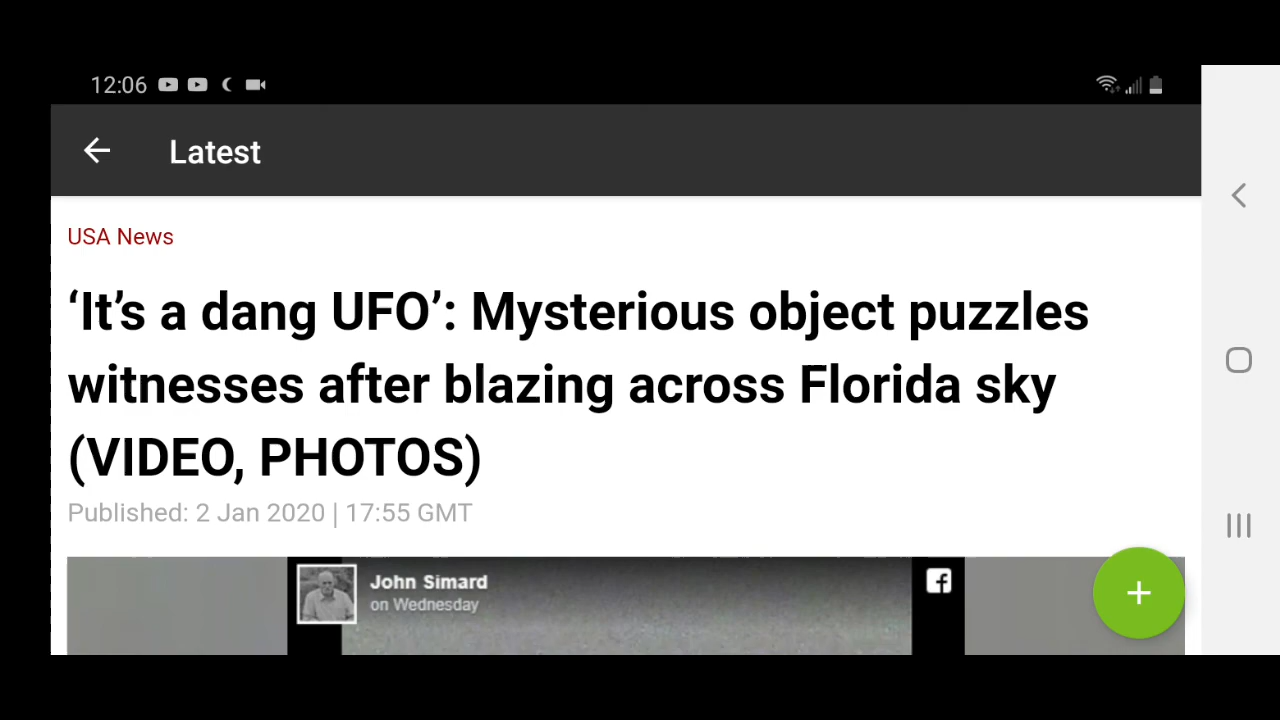 12:06
Latest
USA News
‘It’s a dang UFO’: Mysterious object puzzles
witnesses after blazing across Florida sky
(VIDEO, PHOTOS)
Published: 2 Jan 2020 | 17:55 GMT
John Simard
on Wednesday